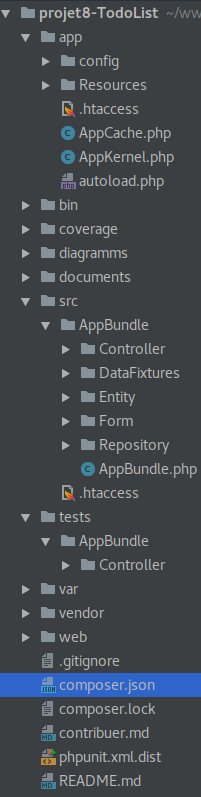 projet8-TodoList ~/ww
app
config
Resources
.htaccess
AppCache.php
AppKernel.php
autoload.php
bin
coverage
diagramms
documents
src
AppBundle
Controller
DataFixtures
Entity
Form
Repository
AppBundle.php
.htaccess
tests
AppBundle
Controller
var
vendor
web
.gitignore
composer.json
composer.lock
contribuer.md
phpunit.xml.dist
README.md